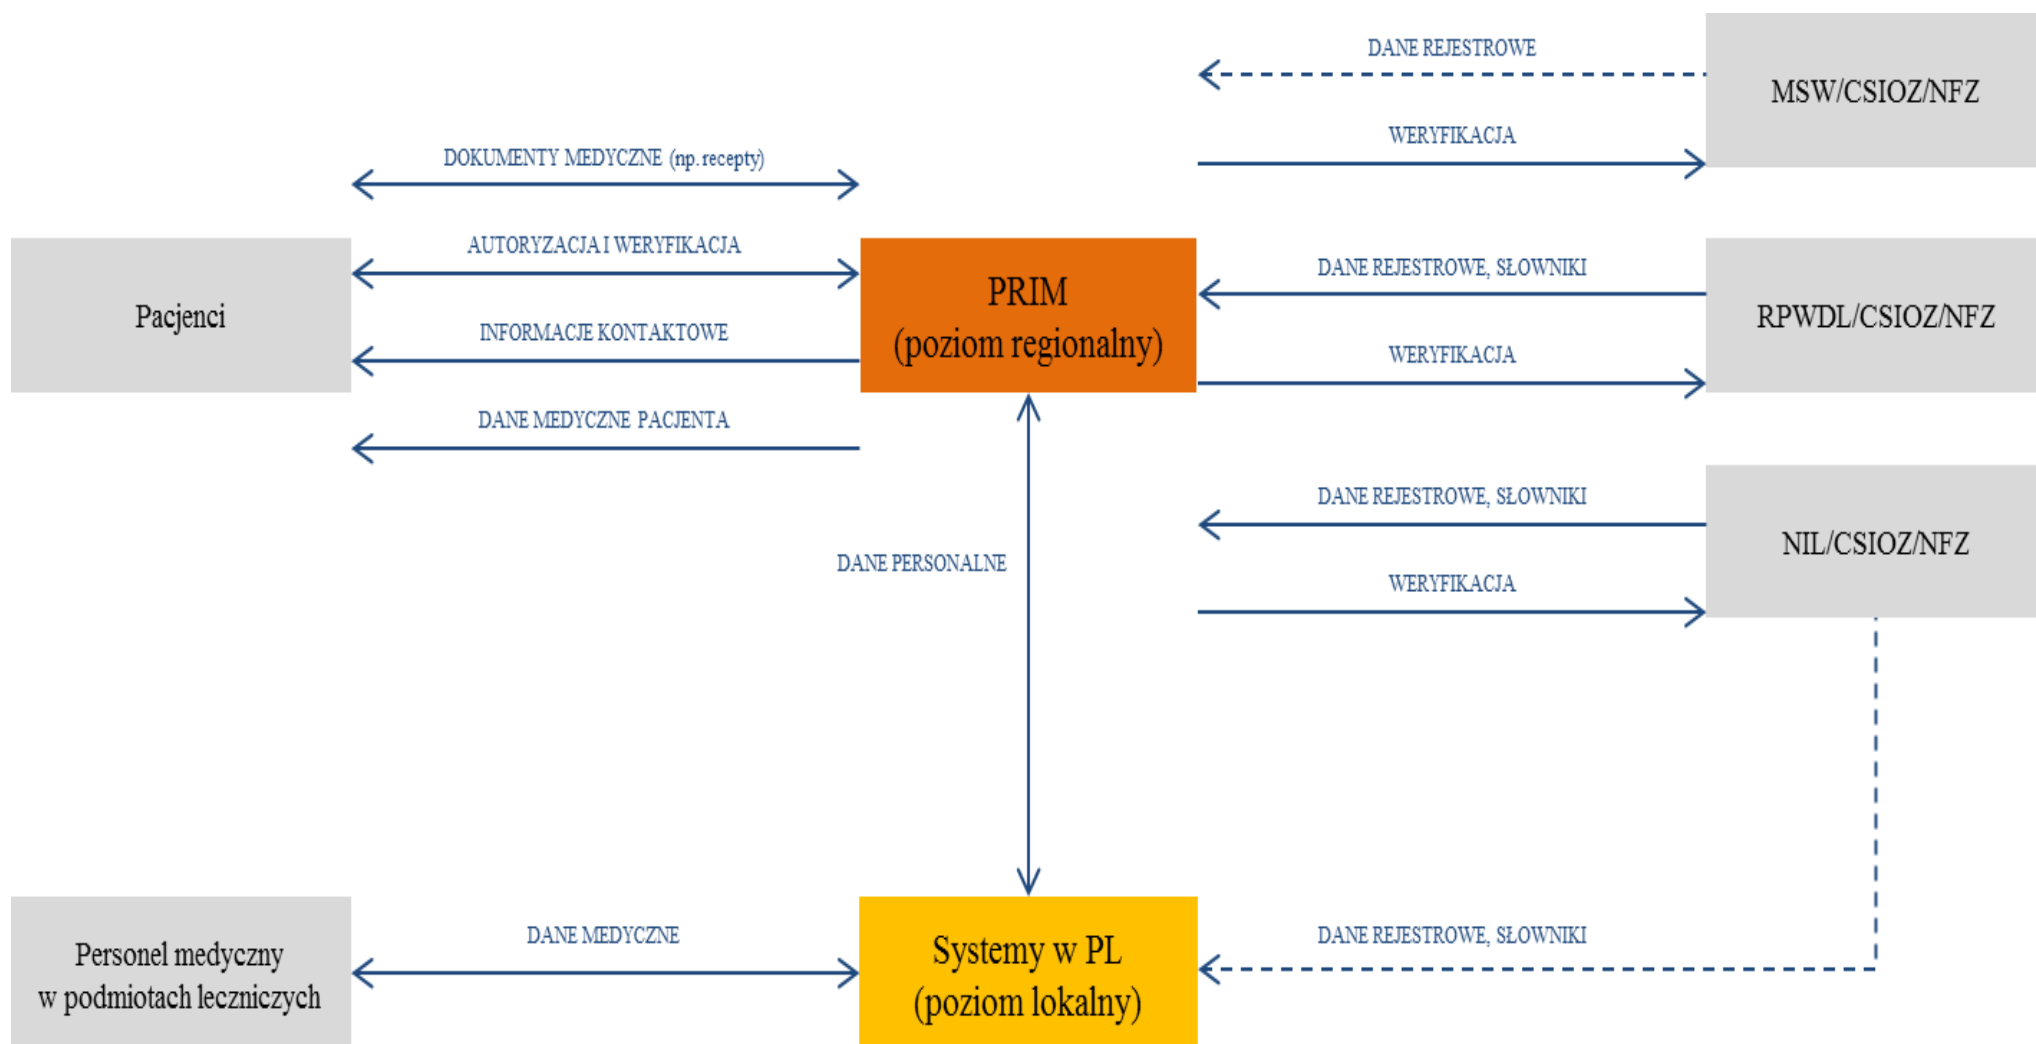 DANE REJESTROWE
MSW/CSIOZ/NFZ
WERYFIKACJA
DOKUMENTY MEDYCZNE (np. recepty)
AUTORYZACJA I WERYFIKACJA
DANE REJESTROWE, SŁOWNIKI
PRIM
(poziom regionalny)
Pacjenci
RPWDL/CSIOZ/NFZ
INFORMACJE KONTAKTOWE
WERYFIKACJA
DANE MEDYCZNE PACJENTA
DANE REJESTROWE, SŁOWNIKI
NIL/CSIOZ/NFZ
DANE PERSONALNE
WERYFIKACJA
DANE MEDYCZNE
DANE REJESTROWE, SŁOWNIKI
Personel medyczny
w podmiotach leczniczych
Systemy w PL
(poziom lokalny)